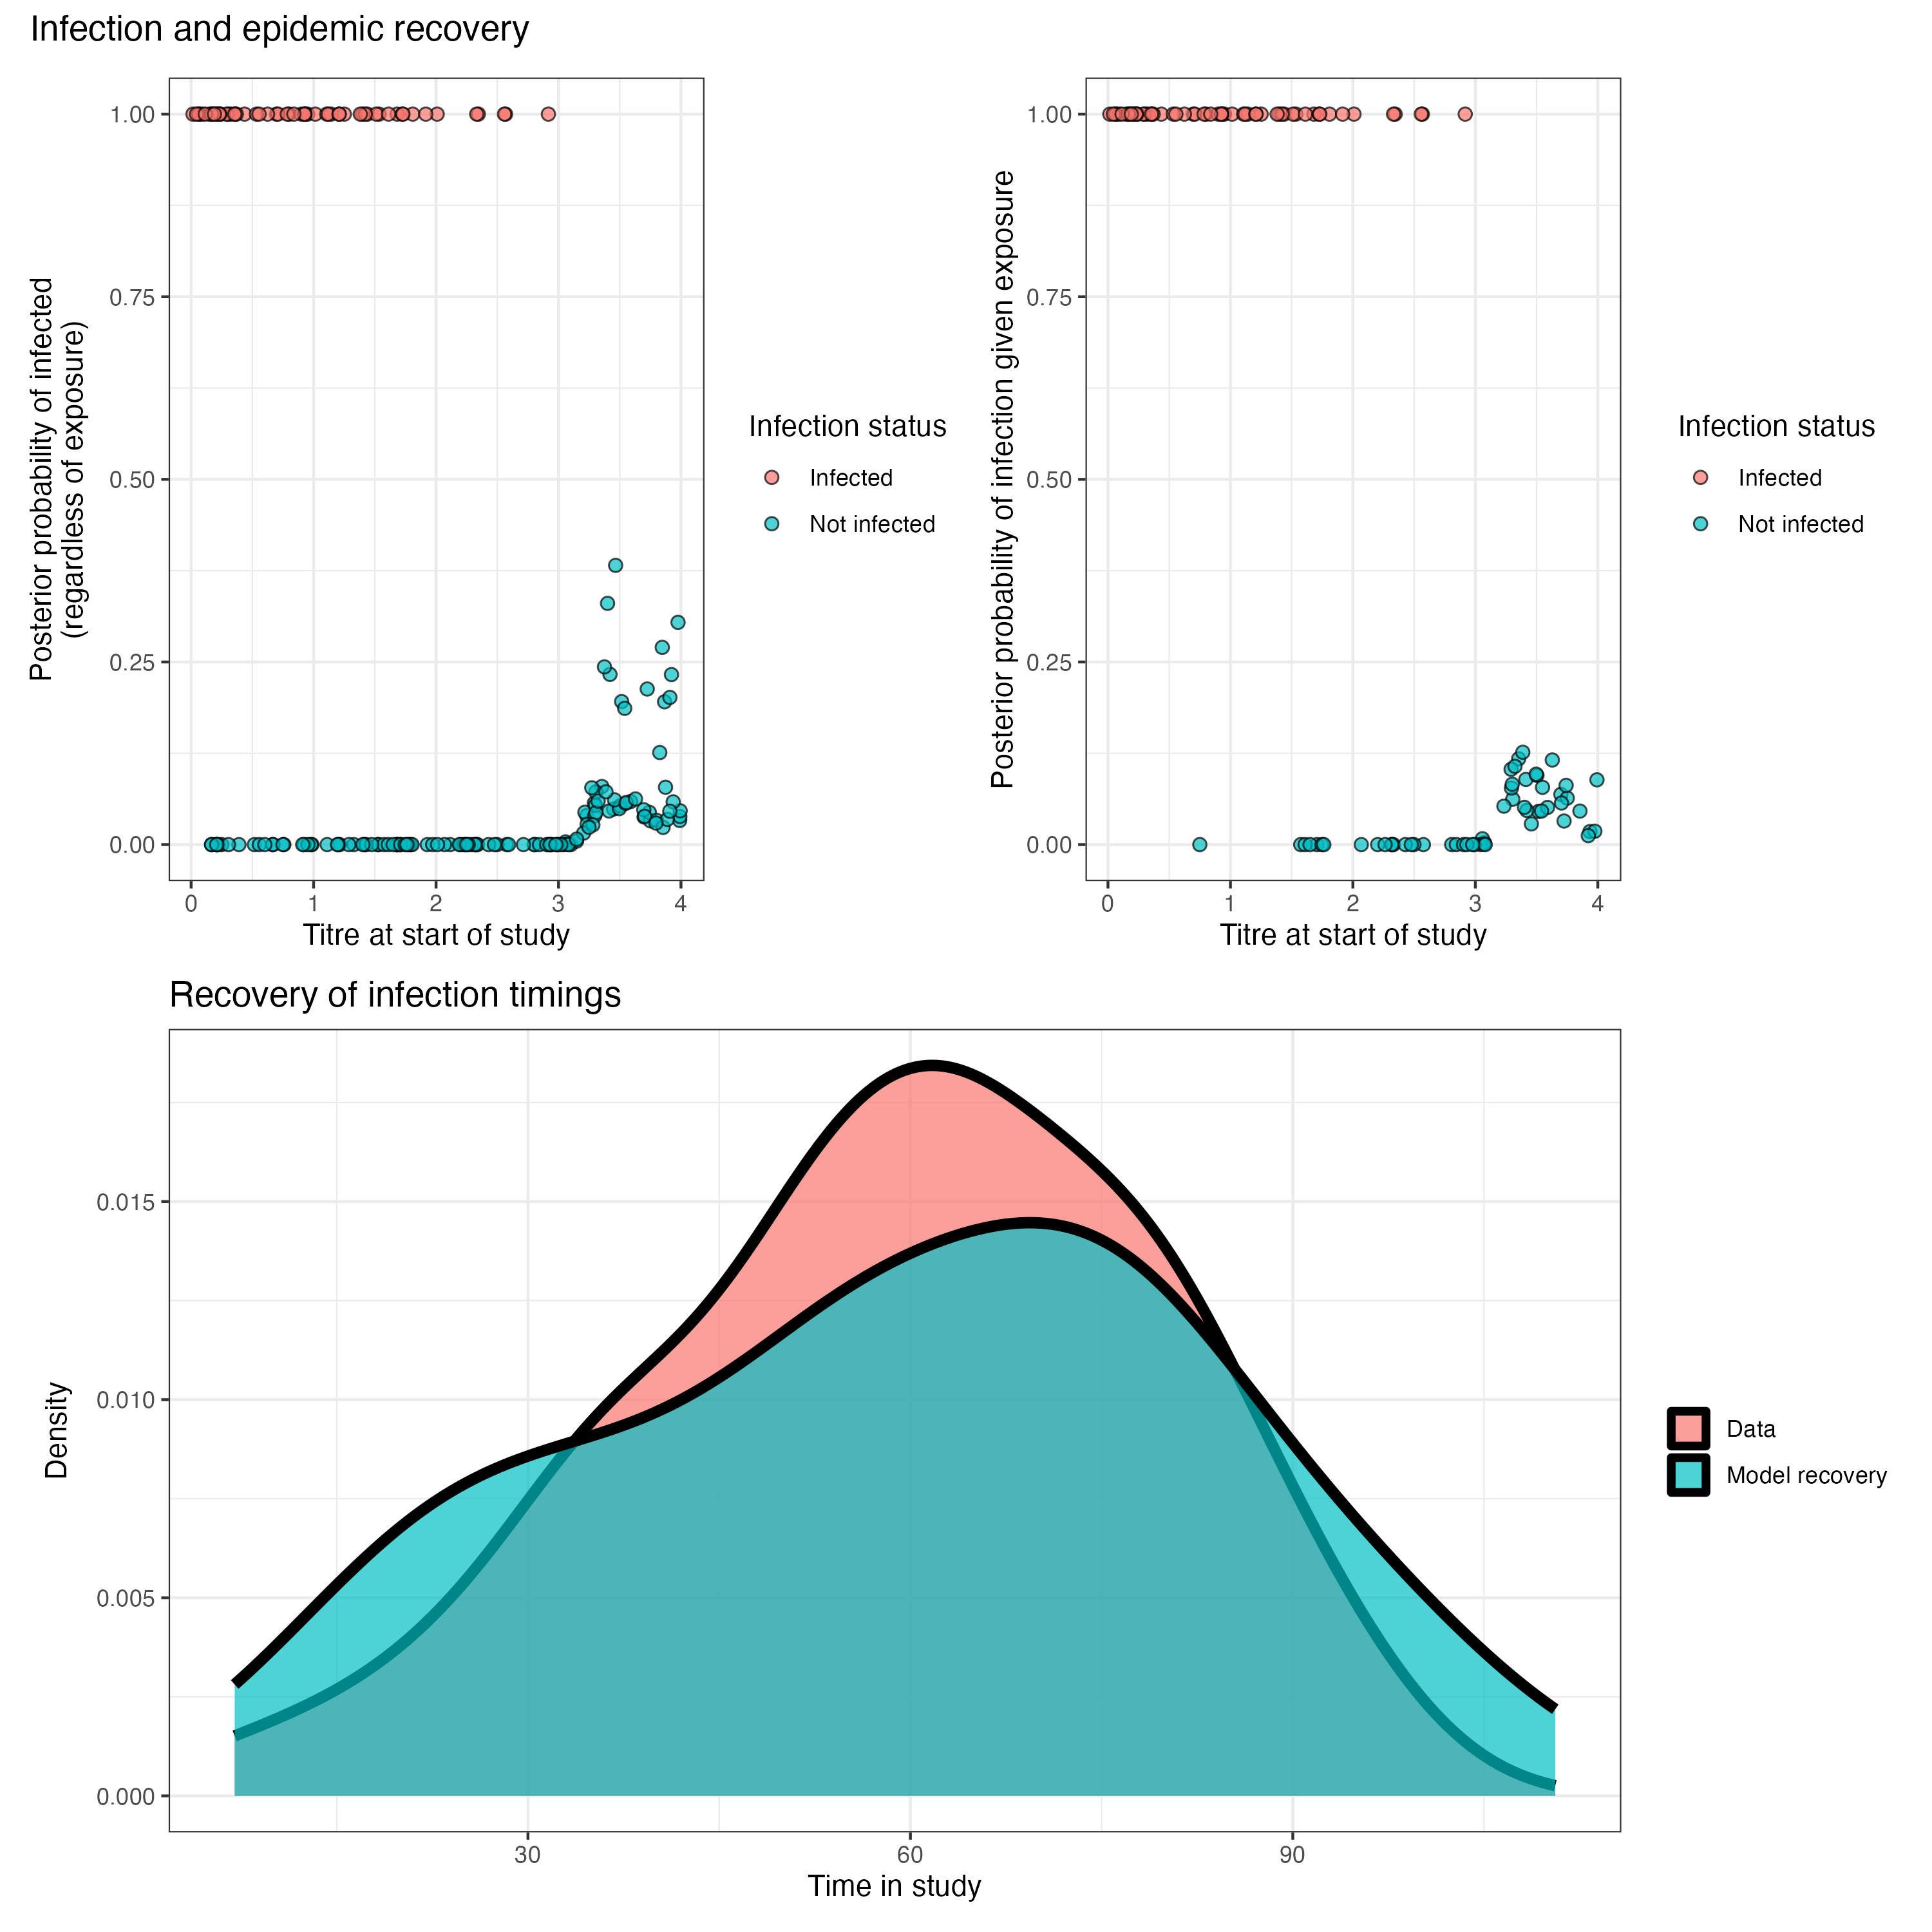 Infection and epidemic recovery
Posterior probability of infected
(regardless of exposure)
1.00
0.75
0.50
0.25
0.00
0 1 2 3 4
Titre at start of study
Infection status
Infected
Not infected
Posterior probability of infection given exposure
1.00
0.75
0.50
0.25
0.00
0 1 2 3 4
Titre at start of study
Infection status
Infected
Not infected
Recovery of infection timings
Density
0.015
0.010
0.005
0.000
30 60 90
Time in study
Data
Model recovery